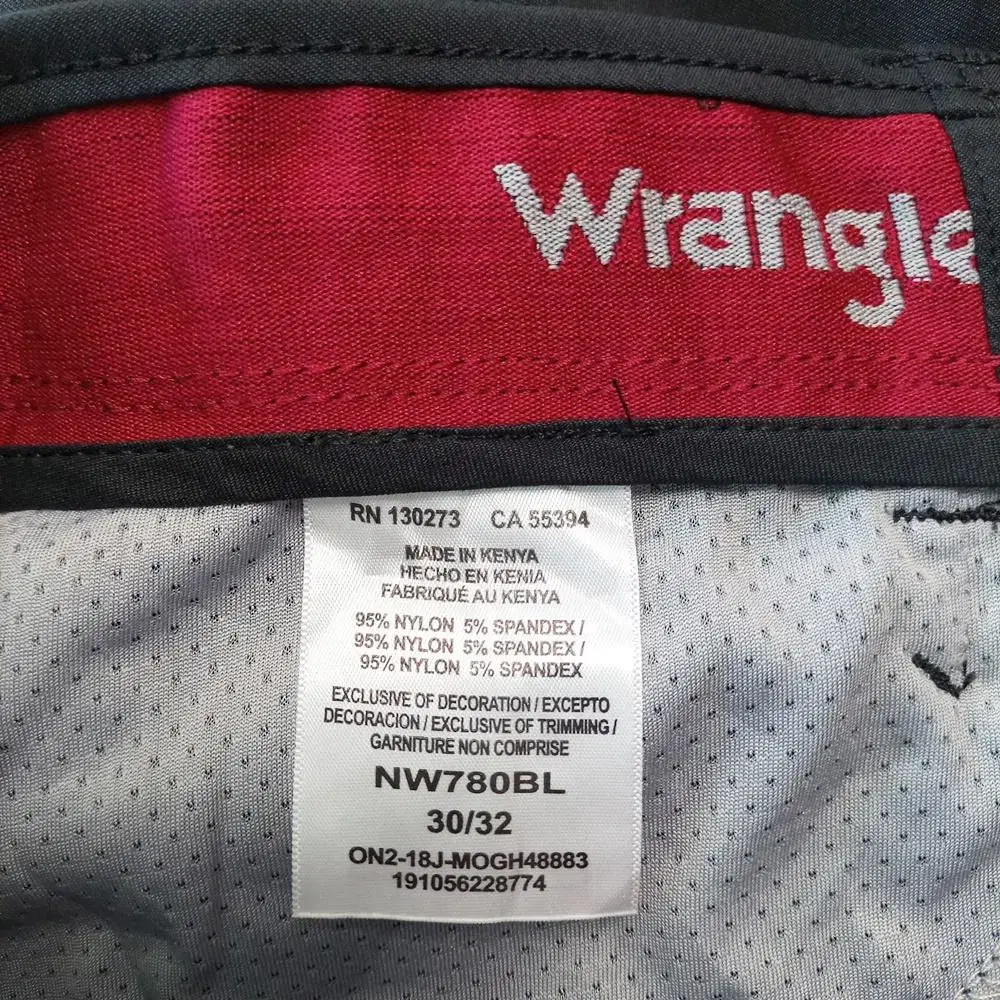 Wrangle
RN 130273 CA 55394
MADE IN KENYA
HECHO EN KENIA
FABRIQUÉ AU KENYA
95% NYLON 5% SPANDEX /
95% NYLON 5% SPANDEX /
95% NYLON 5% SPANDEX
EXCLUSIVE OF DECORATION / EXCEPTO
DECORACION / EXCLUSIVE OF TRIMMING /
GARNITURE NON COMPRISE
NW780BL
30/32
ON2-18J-MOGH48883
191056228774